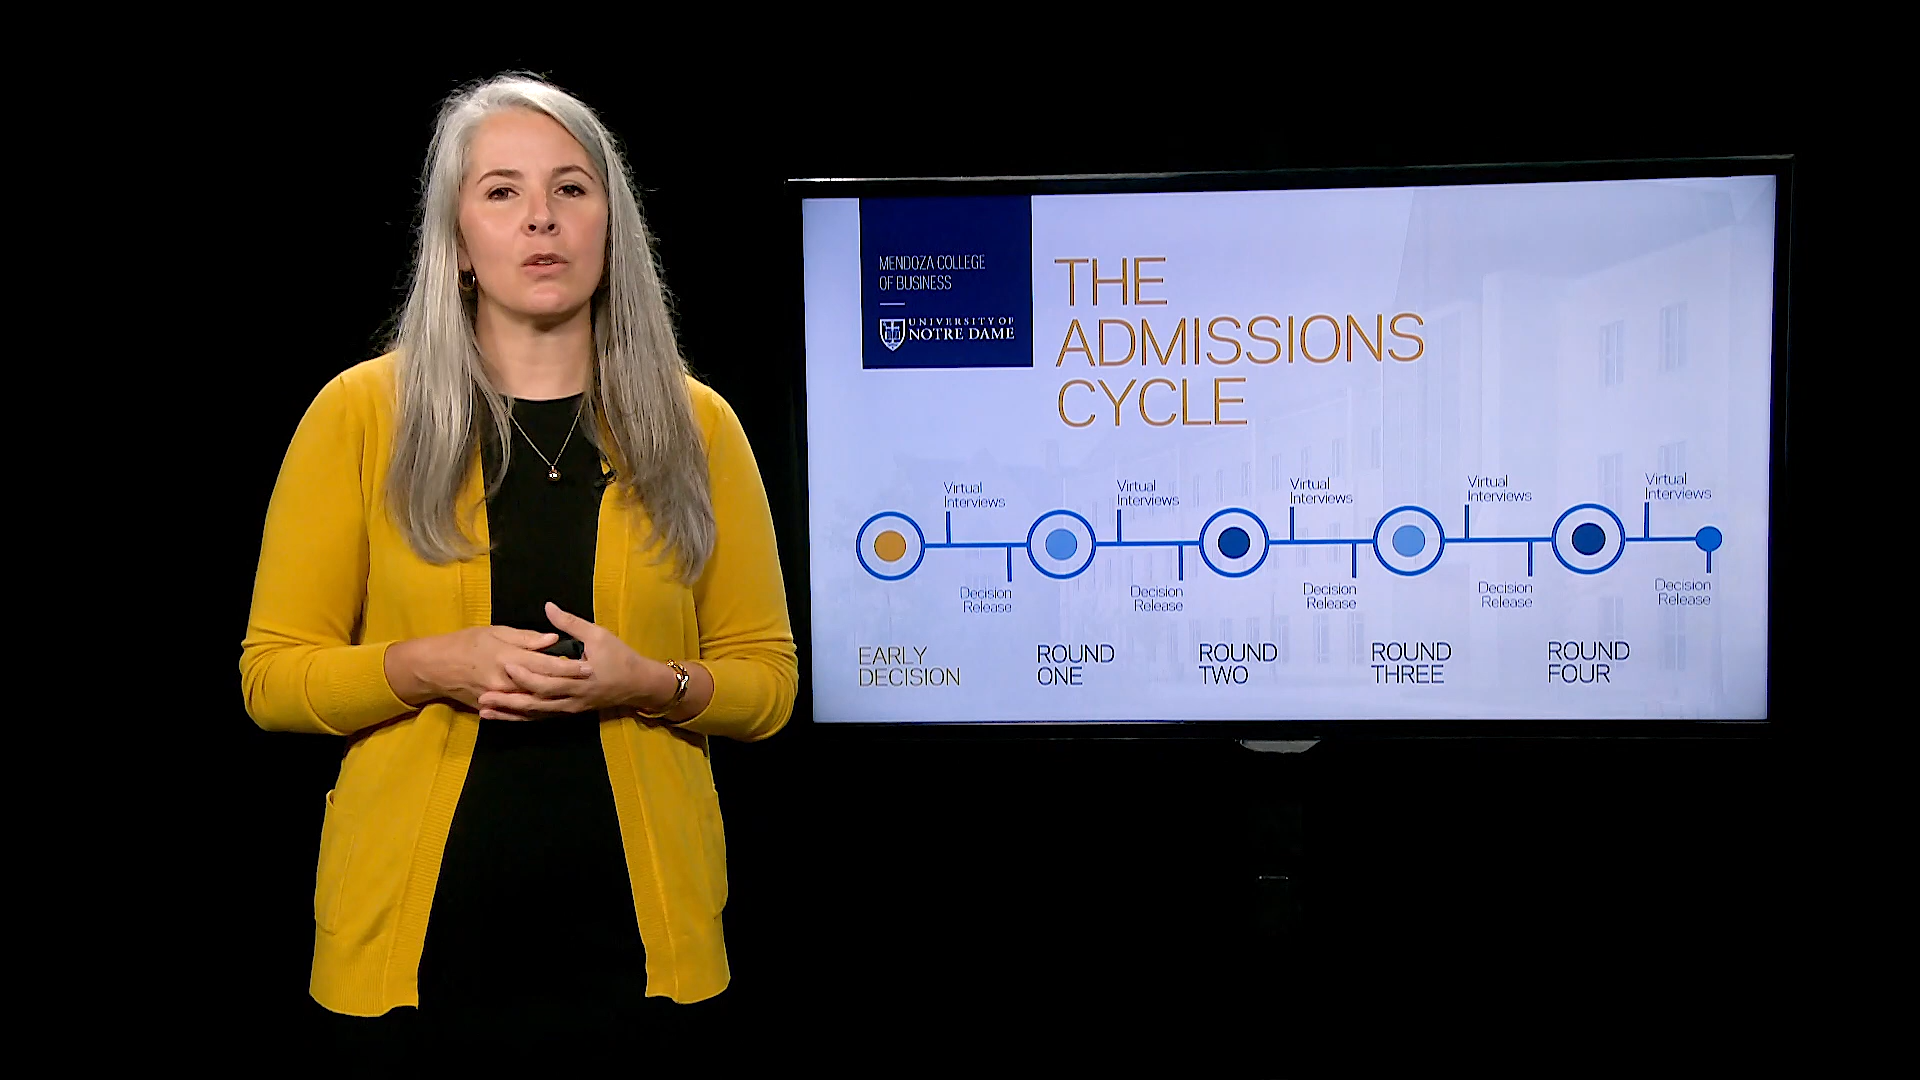 MENDOZA COLLEGE
OF BUSINESS
UNIVERSITY OF
NOTRE DAME
THE
ADMISSIONS
CYCLE
Virtual
Interviews
Virtual
Interviews
Virtual
Interviews
Virtual
Interviews
Virtual
Interviews
Decision
Release
Decision
Release
Decision
Release
Decision
Release
Decision
Release
EARLY
DECISION
ROUND
ONE
ROUND
TWO
ROUND
THREE
ROUND
FOUR